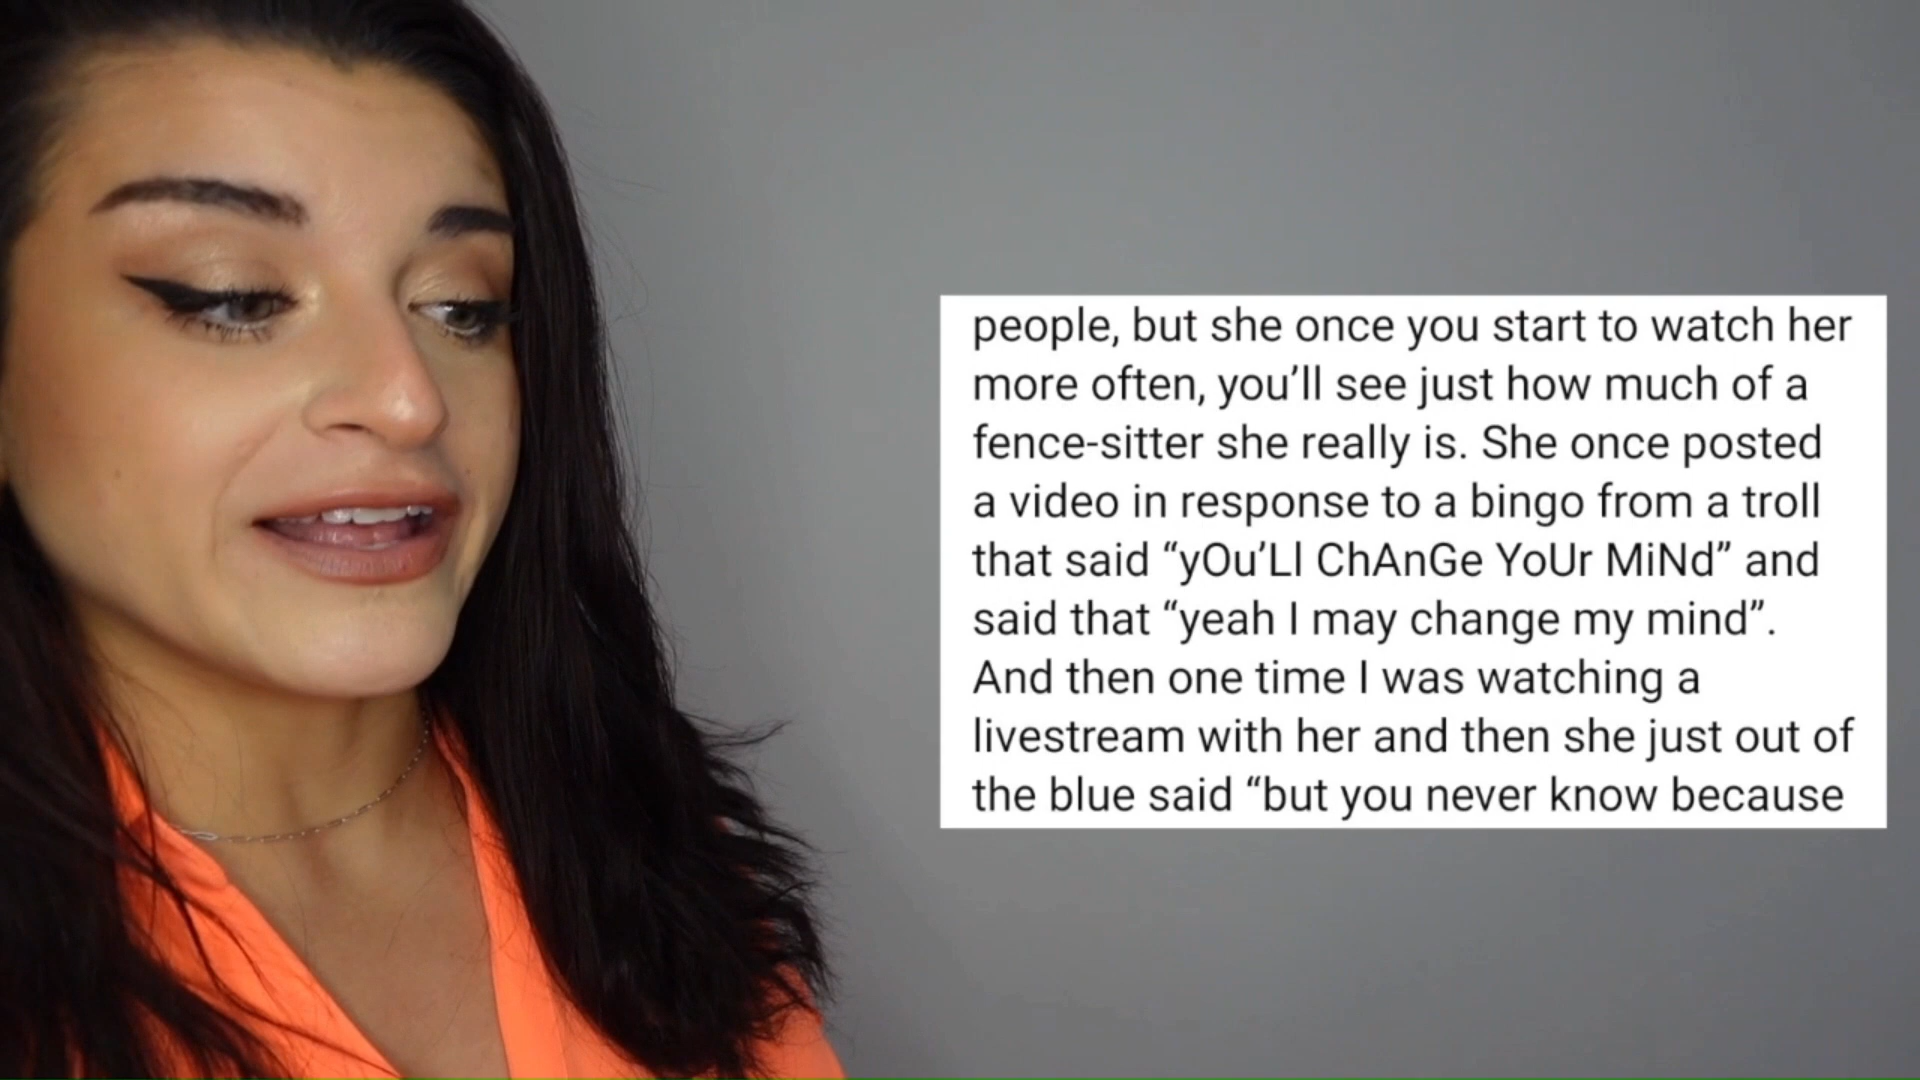 people, but she once you start to watch her
more often, you’ll see just how much of a
fence-sitter she really is. She once posted
a video in response to a bingo from a troll
that said “yOu’Ll ChAnGe YoUr MiNd” and
said that “yeah I may change my mind”.
And then one time I was watching a
livestream with her and then she just out of
the blue said “but you never know because